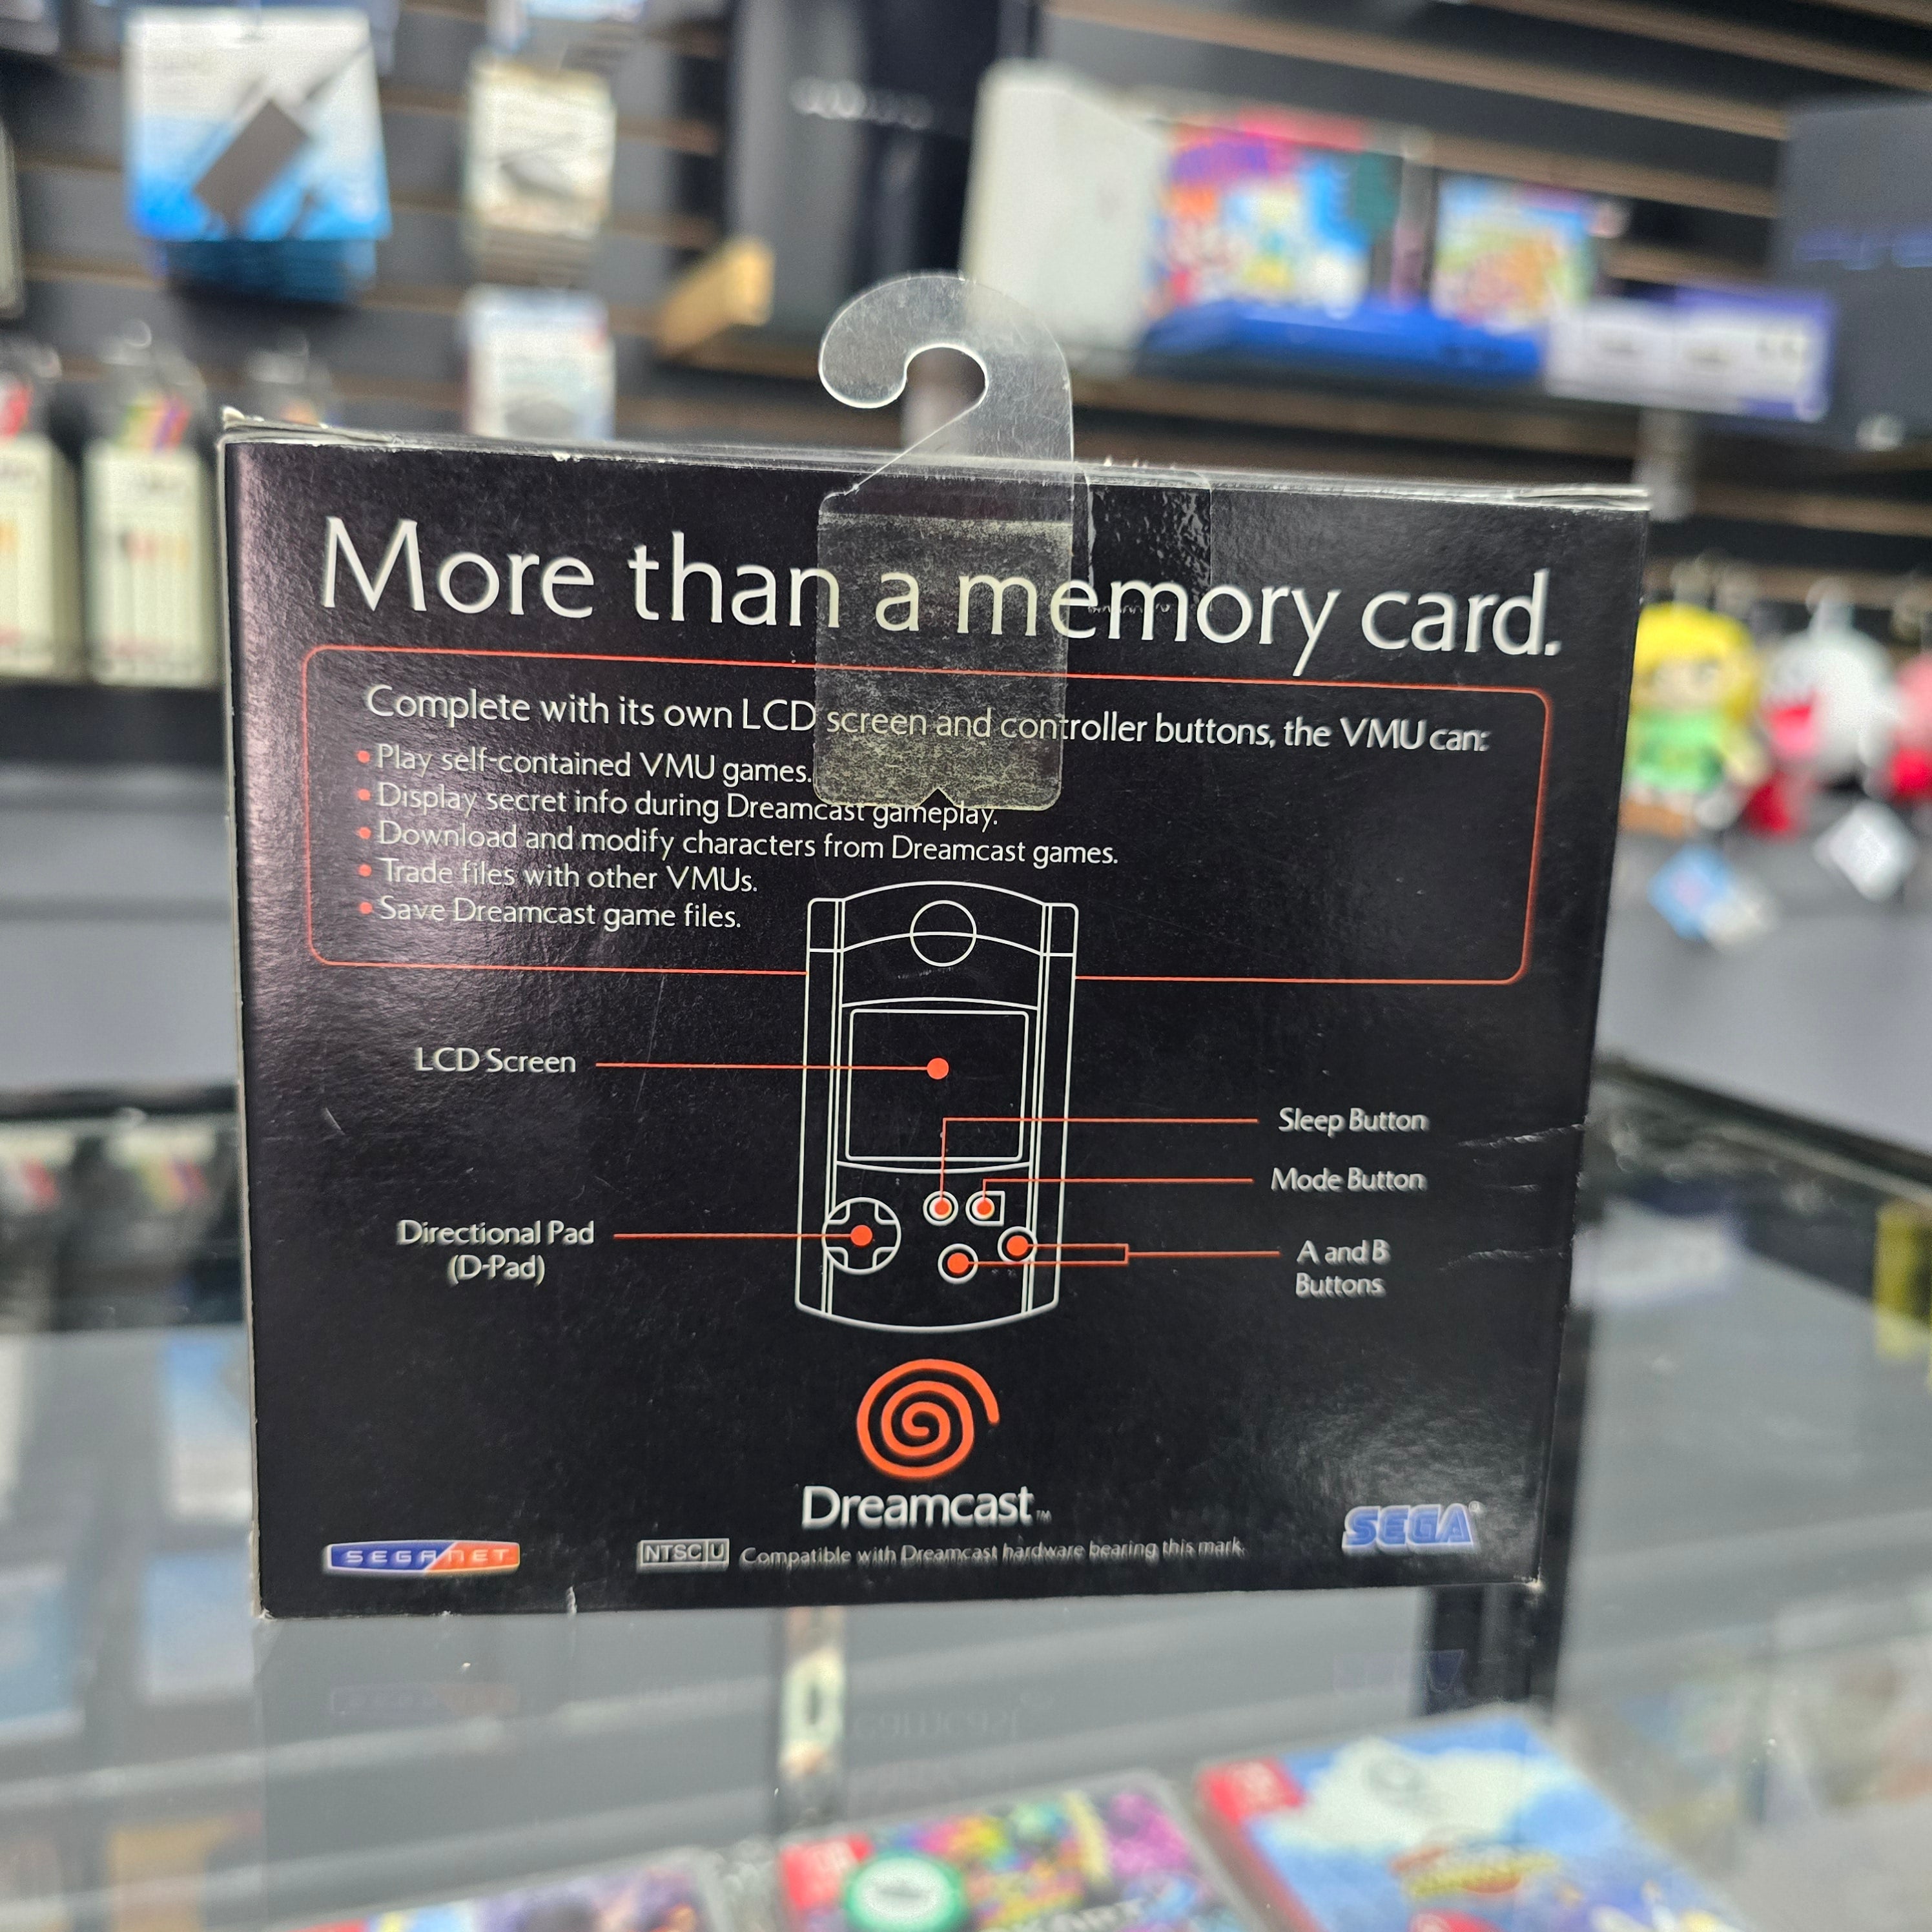 More than a memory card.
Complete with its own LCD screen and controller buttons, the VMU can:
• Play self-contained VMU games.
• Display secret info during Dreamcast gameplay.
• Download and modify characters from Dreamcast games.
• Trade files with other VMUs.
• Save Dreamcast game files.
LCD Screen
Sleep Button
Mode Button
Directional Pad
(D-Pad)
A and B
Buttons
Dreamcast™
SEGANET
NTSC U Compatible with Dreamcast hardware bearing this mark.
SEGA®